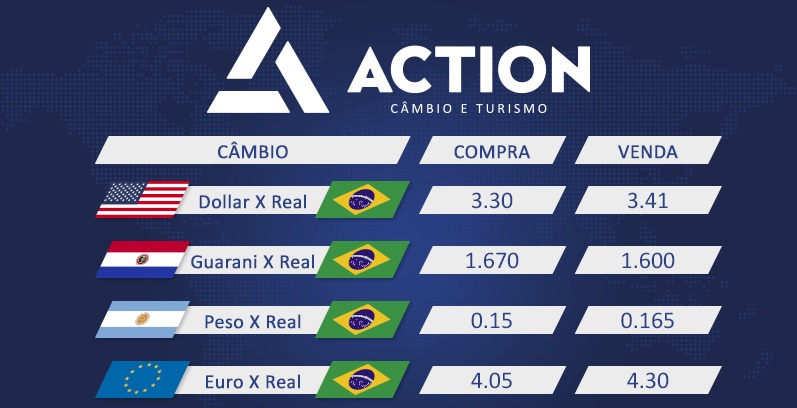 ACTION
CÂMBIO E TURISMO
CÂMBIO COMPRA VENDA
Dollar X Real 3.30 3.41
Guarani X Real 1.670 1.600
Peso X Real 0.15 0.165
Euro X Real 4.05 4.30